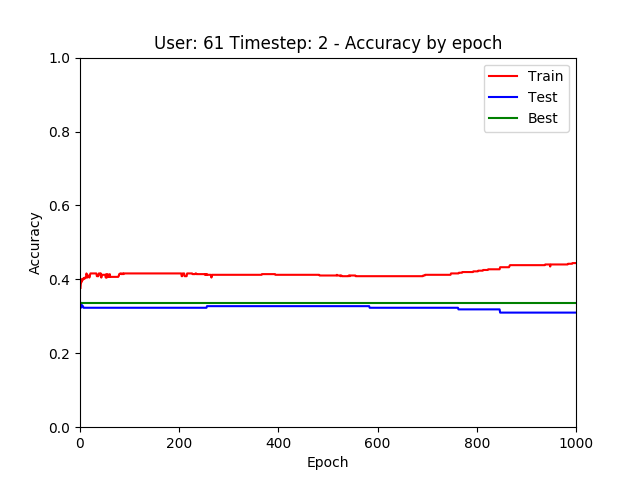 User: 61 Timestep: 2 - Accuracy by epoch
1.0
0.8
0.6
0.4
0.2
0.0
Accuracy
Train
Test
Best
0 200 400 600 800 1000
Epoch